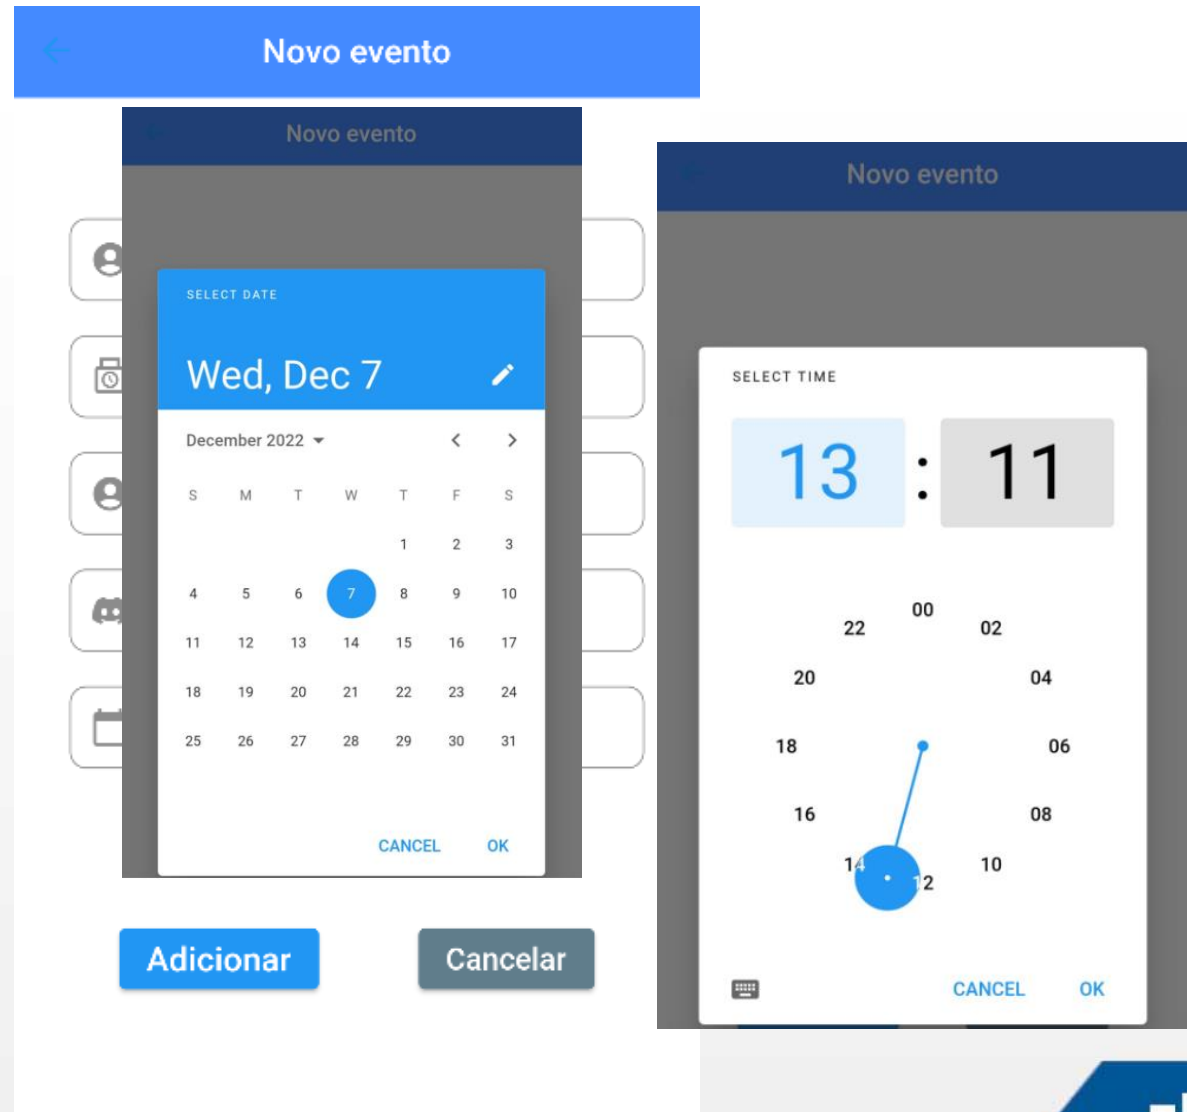 Novo evento
Novo evento
SELECT DATE
Wed, Dec 7
December 2022
S M T W T F S
1 2 3
4 5 6 7 8 9 10
11 12 13 14 15 16 17
18 19 20 21 22 23 24
25 26 27 28 29 30 31
CANCEL OK
Adicionar Cancelar
Novo evento
SELECT TIME
13 : 11
00
22 02
20 04
18 06
16 08
14 10
12
CANCEL OK